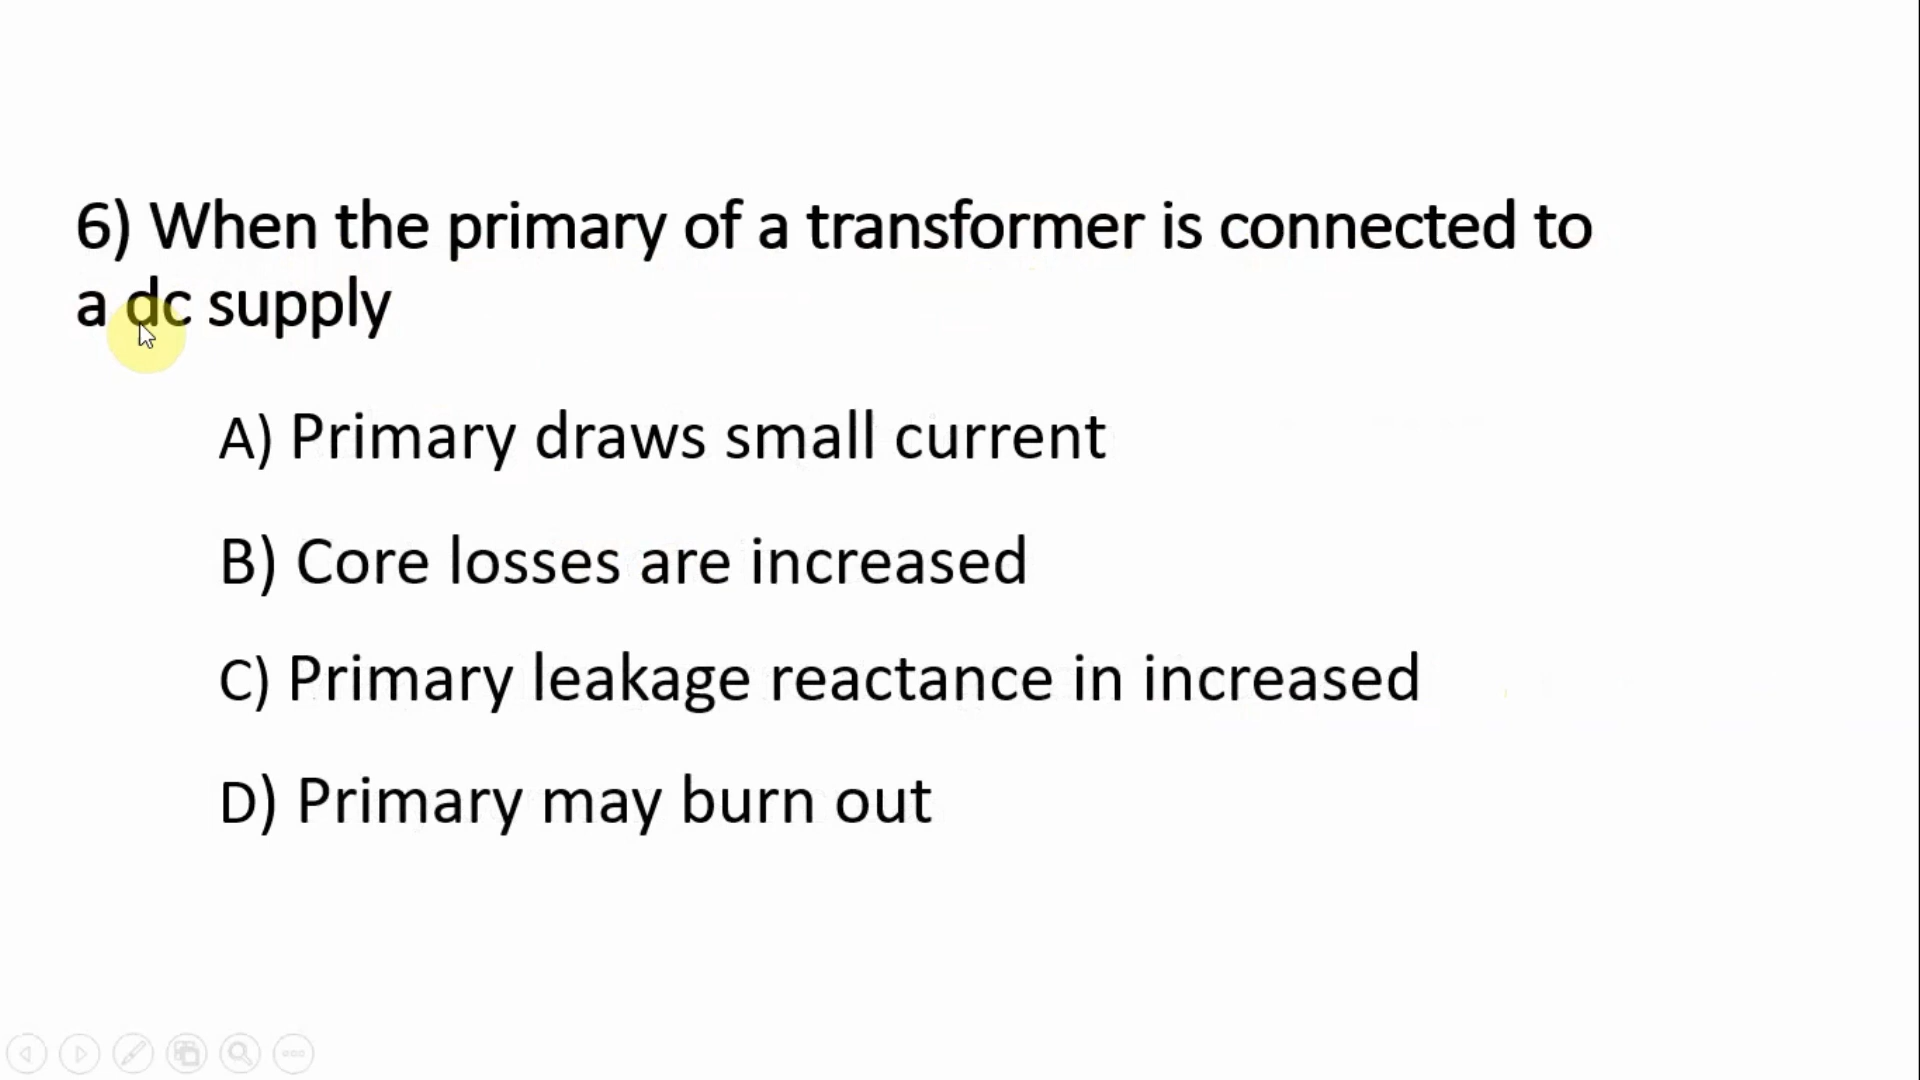 6) When the primary of a transformer is connected to
a dc supply
A) Primary draws small current
B) Core losses are increased
C) Primary leakage reactance in increased
D) Primary may burn out